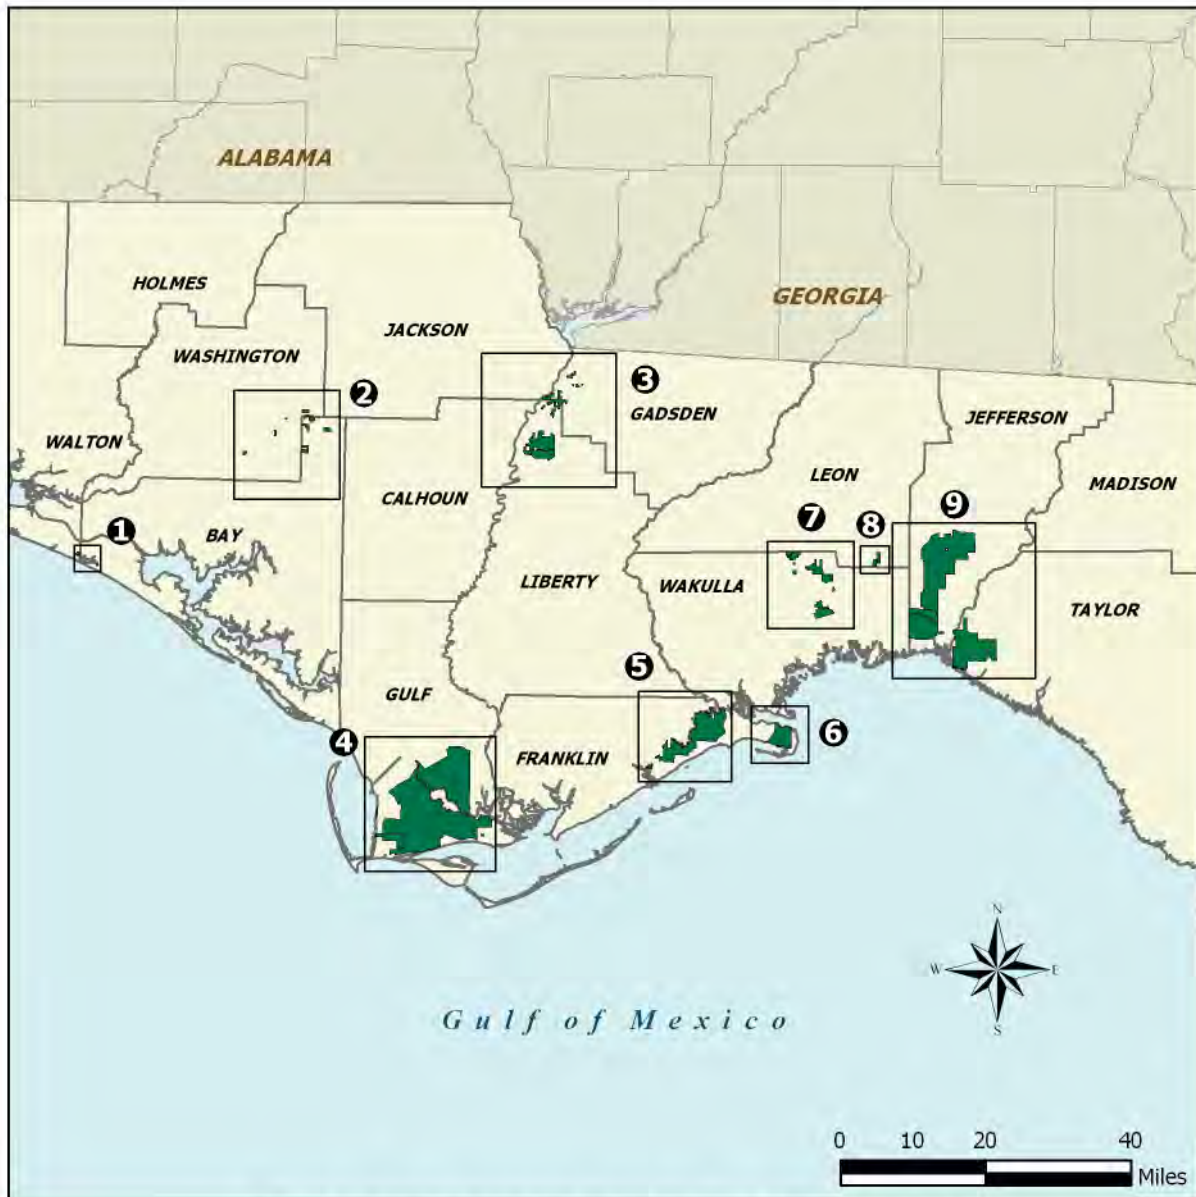 ALABAMA
HOLMES
GEORGIA
JACKSON
WASHINGTON
2
3
GADSDEN
JEFFERSON
WALTON
LEON
MADISON
CALHOUN
1
BAY
7
8
9
LIBERTY
WAKULLA
TAYLOR
5
GULF
4
FRANKLIN
6
N
W E
S
Gulf of Mexico
0 10 20 40
Miles